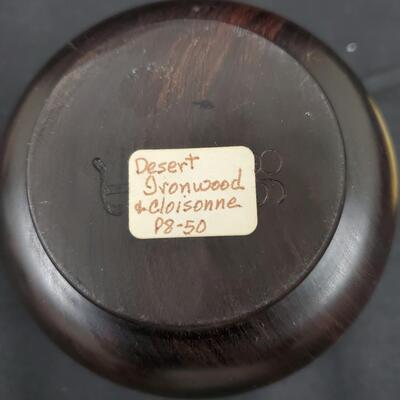 Desert
Ironwood
& Cloisonne
P8-50